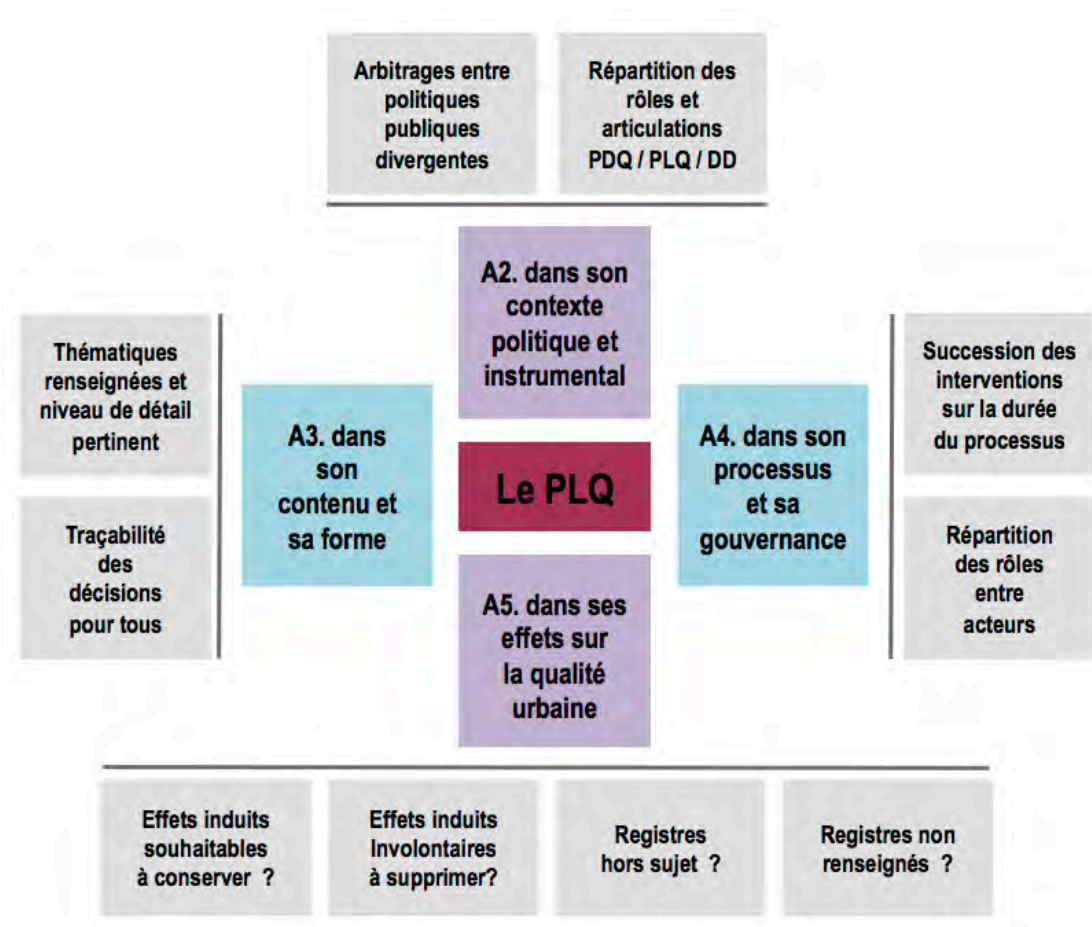 Arbitrages entre
politiques
publiques
divergentes
Répartition des
rôles et
articulations
PDQ / PLQ / DD
A2. dans son
contexte
politique et
instrumental
Thématiques
renseignées et
niveau de détail
pertinent
Traçabilité
des
décisions
pour tous
A3. dans
son
contenu et
sa forme
Le PLQ
A4. dans son
processus
et sa
gouvernance
Succession des
interventions
sur la durée
du processus
Répartition
des rôles
entre
acteurs
A5. dans ses
effets sur
la qualité
urbaine
Effets induits
souhaitables
à conserver ?
Effets induits
Involontaires
à supprimer?
Registres
hors sujet ?
Registres non
renseignés ?